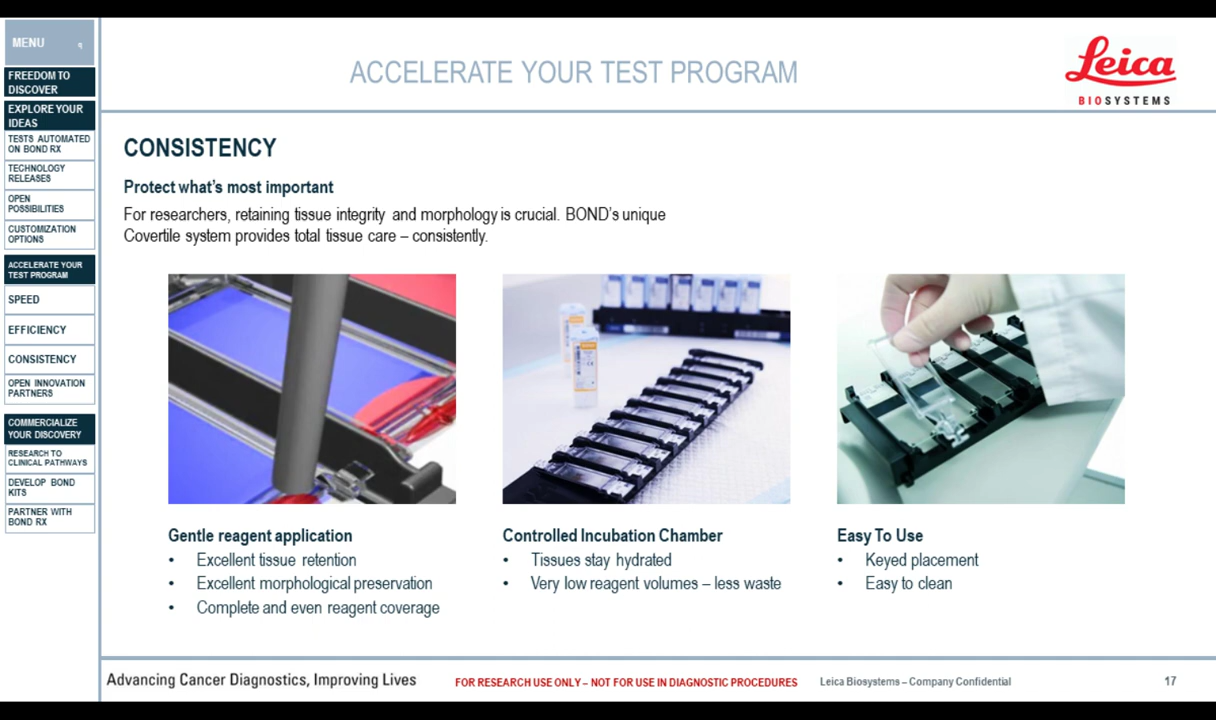 MENU
FREEDOM TO
DISCOVER
EXPLORE YOUR
IDEAS
TESTS AUTOMATED
ON BOND RX
TECHNOLOGY
RELEASES
OPEN
POSSIBILITIES
CUSTOMIZATION
OPTIONS
ACCELERATE YOUR
TEST PROGRAM
SPEED
EFFICIENCY
CONSISTENCY
OPEN INNOVATION
PARTNERS
COMMERCIALIZE
YOUR DISCOVERY
RESEARCH TO
CLINICAL PATHWAYS
DEVELOP BOND
KITS
PARTNER WITH
BOND RX
ACCELERATE YOUR TEST PROGRAM
Leica
BIOSYSTEMS
CONSISTENCY
Protect what's most important
For researchers, retaining tissue integrity and morphology is crucial. BOND's unique
Covertile system provides total tissue care – consistently.
Gentle reagent application
• Excellent tissue retention
• Excellent morphological preservation
• Complete and even reagent coverage
Controlled Incubation Chamber
• Tissues stay hydrated
• Very low reagent volumes – less waste
Easy To Use
• Keyed placement
• Easy to clean
Advancing Cancer Diagnostics, Improving Lives
FOR RESEARCH USE ONLY – NOT FOR USE IN DIAGNOSTIC PROCEDURES
Leica Biosystems – Company Confidential
17